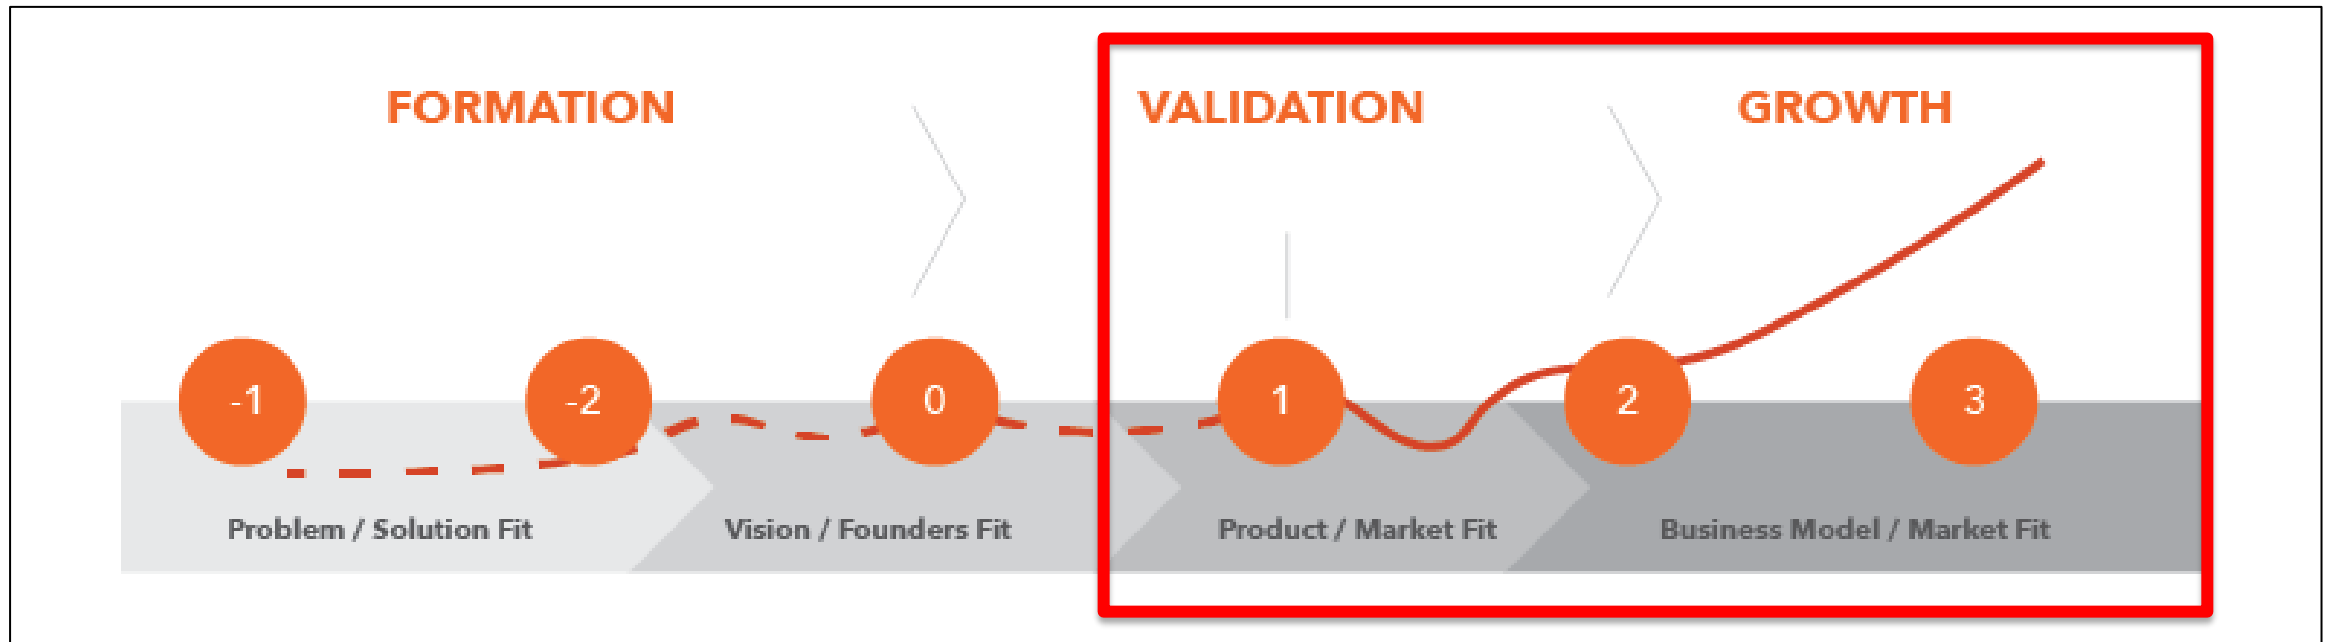 FORMATION
VALIDATION
GROWTH
-1
-2
0
1
2
3
Problem / Solution Fit
Vision / Founders Fit
Product / Market Fit
Business Model / Market Fit